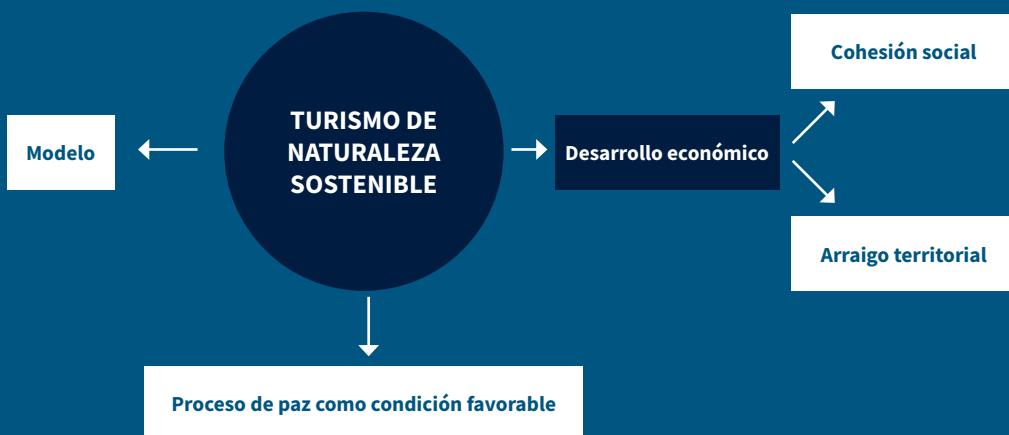 Cohesión social
TURISMO DE
NATURALEZA
SOSTENIBLE
Modelo
Desarrollo económico
Arraigo territorial
Proceso de paz como condición favorable